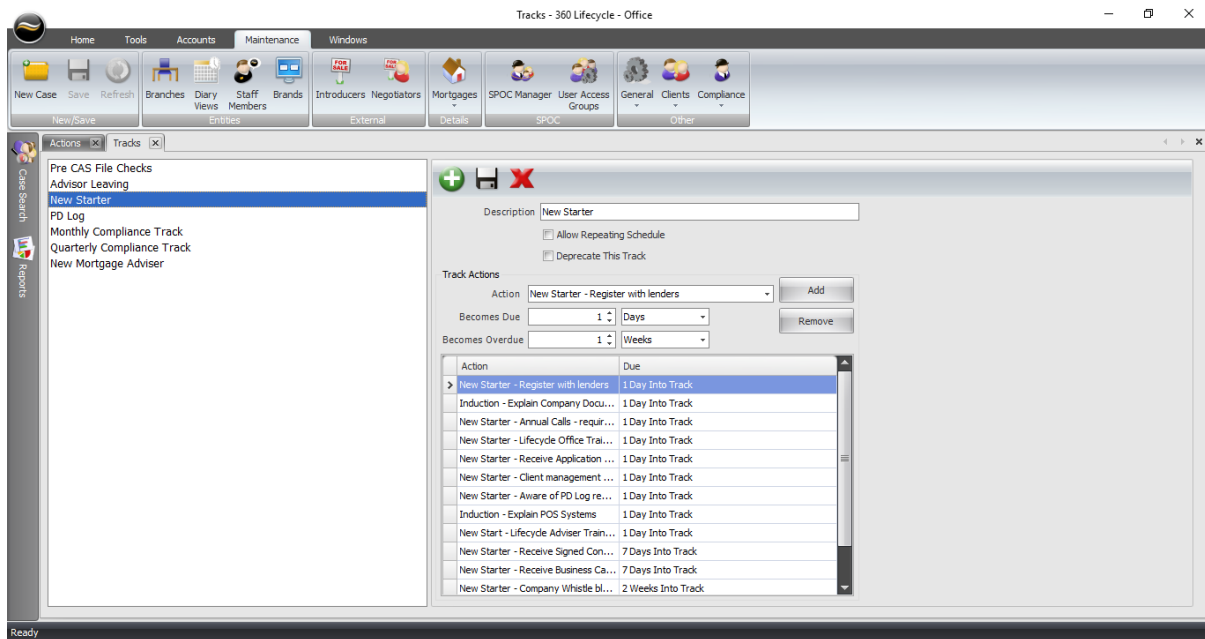 Tracks - 360 Lifecycle - Office
Home Tools Accounts Maintenance Windows
FOR SALE FOR SALE
New Case Save Refresh Branches Diary Views Staff Members Brands Introducers Negotiators Mortgages SPOC Manager User Access Groups General Clients Compliance
New/Save Entities External Details SPOC Other
Actions Tracks
Case Search
Reports
Pre CAS File Checks
Advisor Leaving
New Starter
PD Log
Monthly Compliance Track
Quarterly Compliance Track
New Mortgage Adviser
Description New Starter
Allow Repeating Schedule
Deprecate This Track
Track Actions
Action New Starter - Register with lenders Add
Becomes Due 1 Days Remove
Becomes Overdue 1 Weeks
Action Due
New Starter - Register with lenders 1 Day Into Track
Induction - Explain Company Docu... 1 Day Into Track
New Starter - Annual Calls - requir... 1 Day Into Track
New Starter - Lifecycle Office Trai... 1 Day Into Track
New Starter - Receive Application ... 1 Day Into Track
New Starter - Client management ... 1 Day Into Track
New Starter - Aware of PD Log re... 1 Day Into Track
Induction - Explain POS Systems 1 Day Into Track
New Start - Lifecycle Adviser Train... 1 Day Into Track
New Starter - Receive Signed Con... 7 Days Into Track
New Starter - Receive Business Ca... 7 Days Into Track
New Starter - Company Whistle bl... 2 Weeks Into Track
Ready